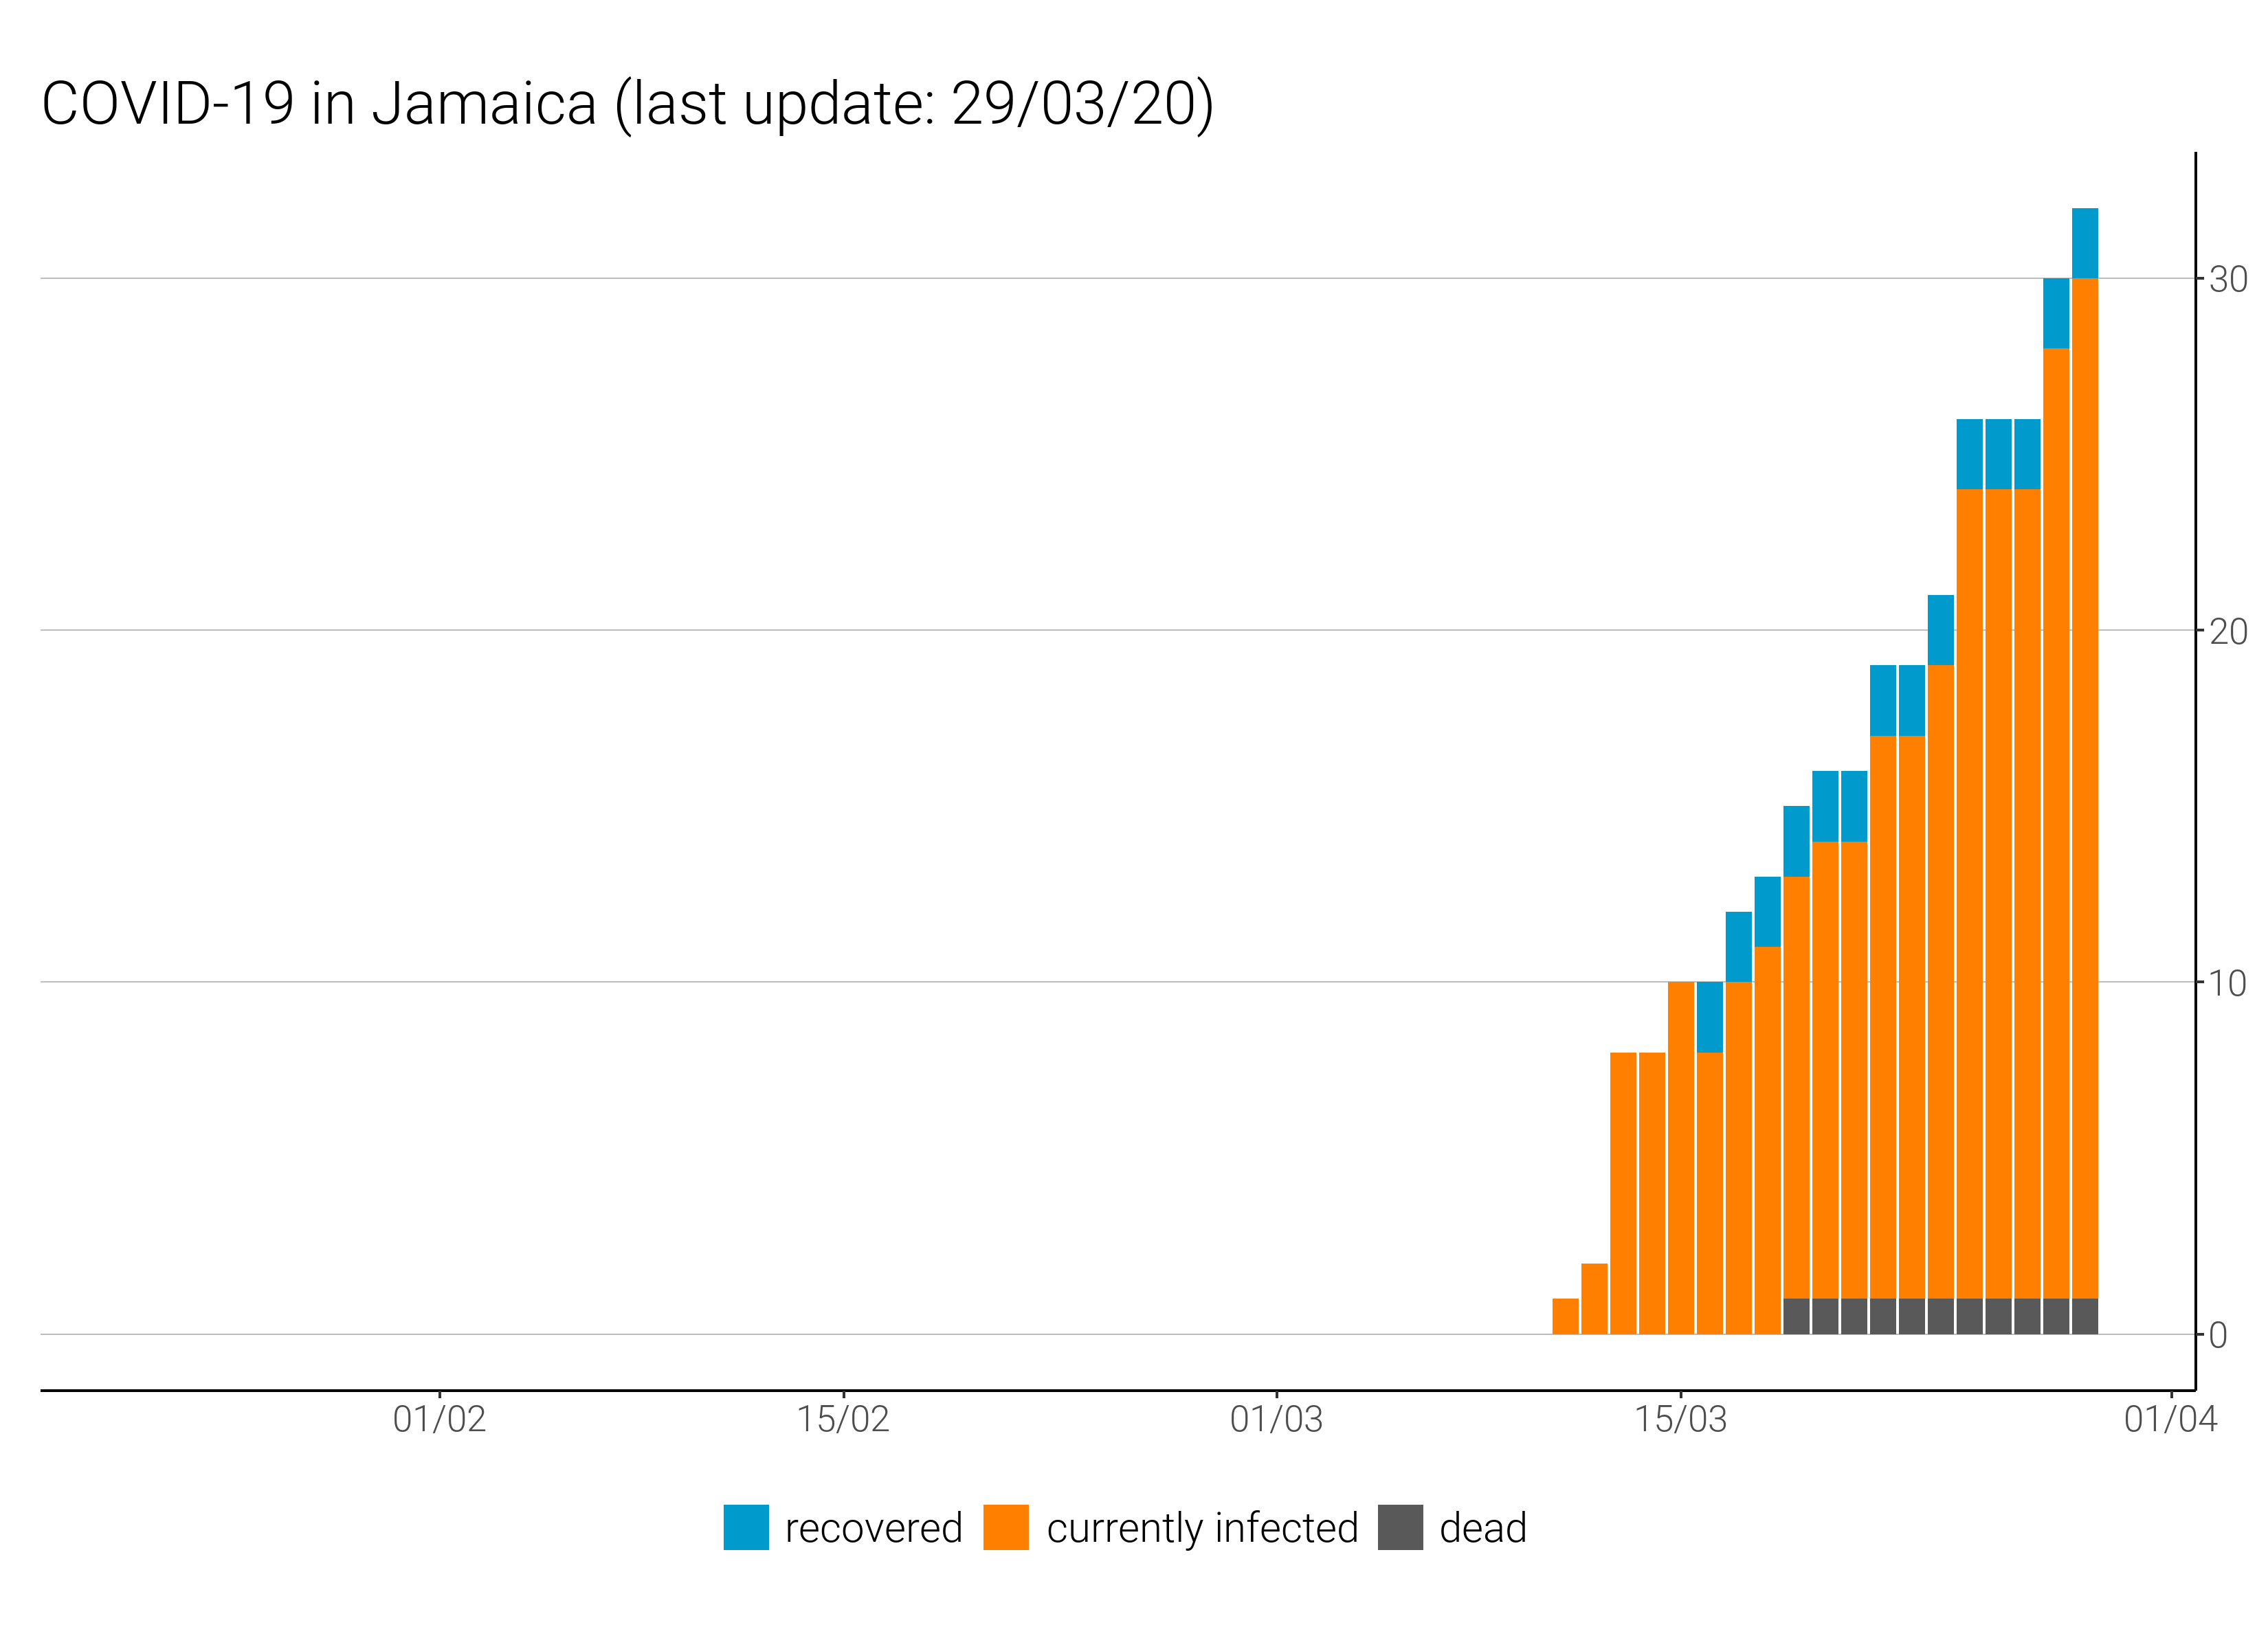 COVID-19 in Jamaica (last update: 29/03/20)
30
20
10
0
01/02 15/02 01/03 15/03 01/04
recovered currently infected dead